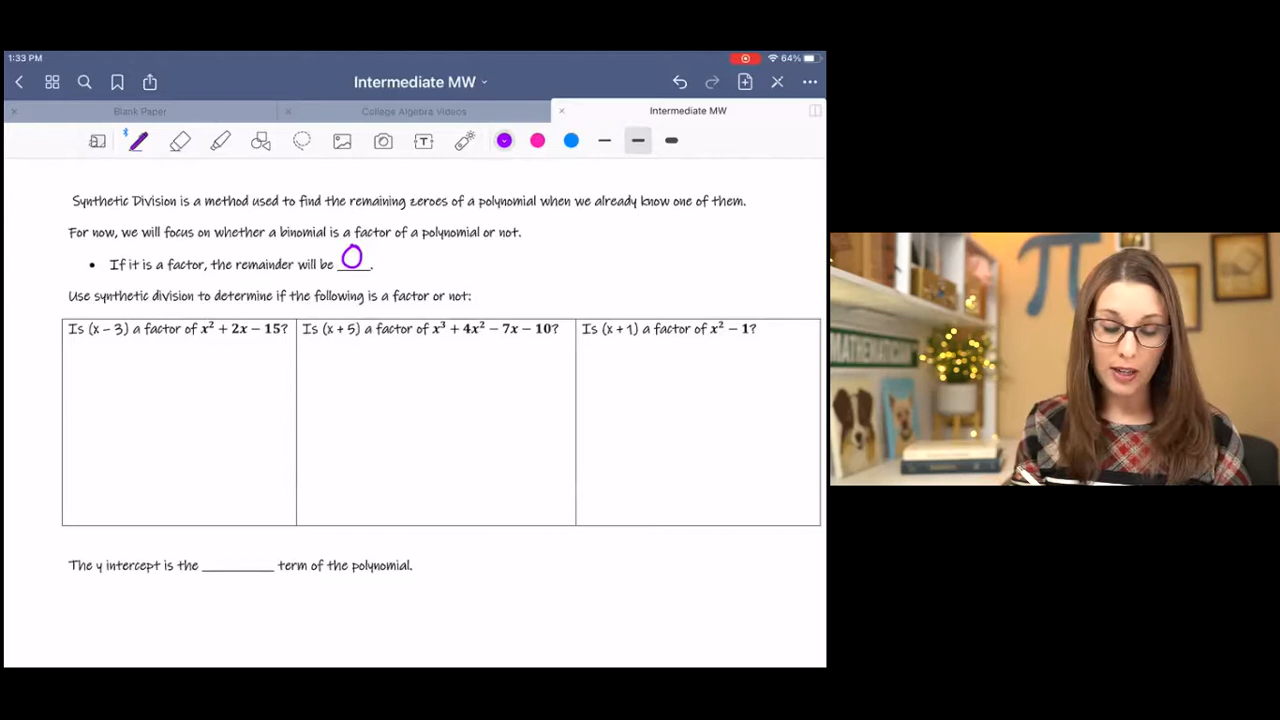 1:33 PM
64%
Intermediate MW
Blank Paper
College Algebra Videos
Intermediate MW
Synthetic Division is a method used to find the remaining zeroes of a polynomial when we already know one of them.
For now, we will focus on whether a binomial is a factor of a polynomial or not.
• If it is a factor, the remainder will be 0.
Use synthetic division to determine if the following is a factor or not:
Is (x – 3) a factor of x² + 2x − 15?
Is (x + 5) a factor of x³ + 4x² − 7x − 10?
Is (x + 1) a factor of x² − 1?
The y intercept is the __________ term of the polynomial.